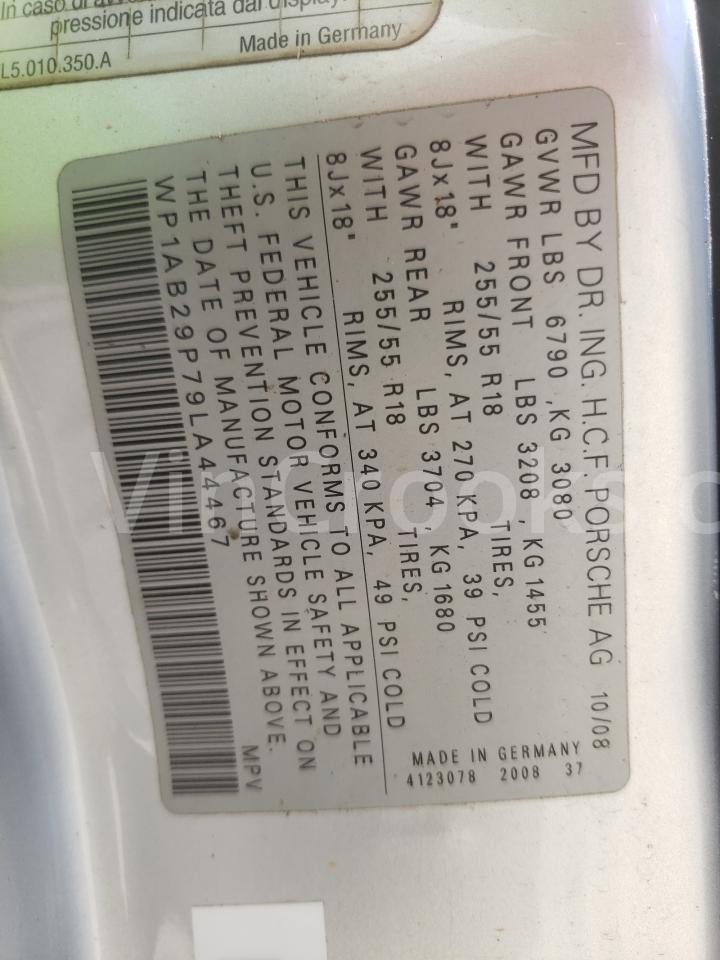 In caso di
pressione indicata dal display.
Made in Germany
L5.010.350.A
MFD BY DR. ING. H.C.F PORSCHE AG 10/08
GVWR LBS 6790 ,KG 3080
GAWR FRONT LBS 3208 , KG 1455
WITH 255/55 R18 TIRES,
8Jx18" RIMS, AT 270 KPA, 39 PSI COLD
GAWR REAR LBS 3704 , KG 1680
WITH 255/55 R18 TIRES,
8Jx18" RIMS, AT 340 KPA, 49 PSI COLD
MADE IN GERMANY
4123078 2008 37
THIS VEHICLE CONFORMS TO ALL APPLICABLE
U.S. FEDERAL MOTOR VEHICLE SAFETY AND
THEFT PREVENTION STANDARDS IN EFFECT ON
THE DATE OF MANUFACTURE SHOWN ABOVE.
WP1AB29P79LA44467 MPV
VinCrooks.c